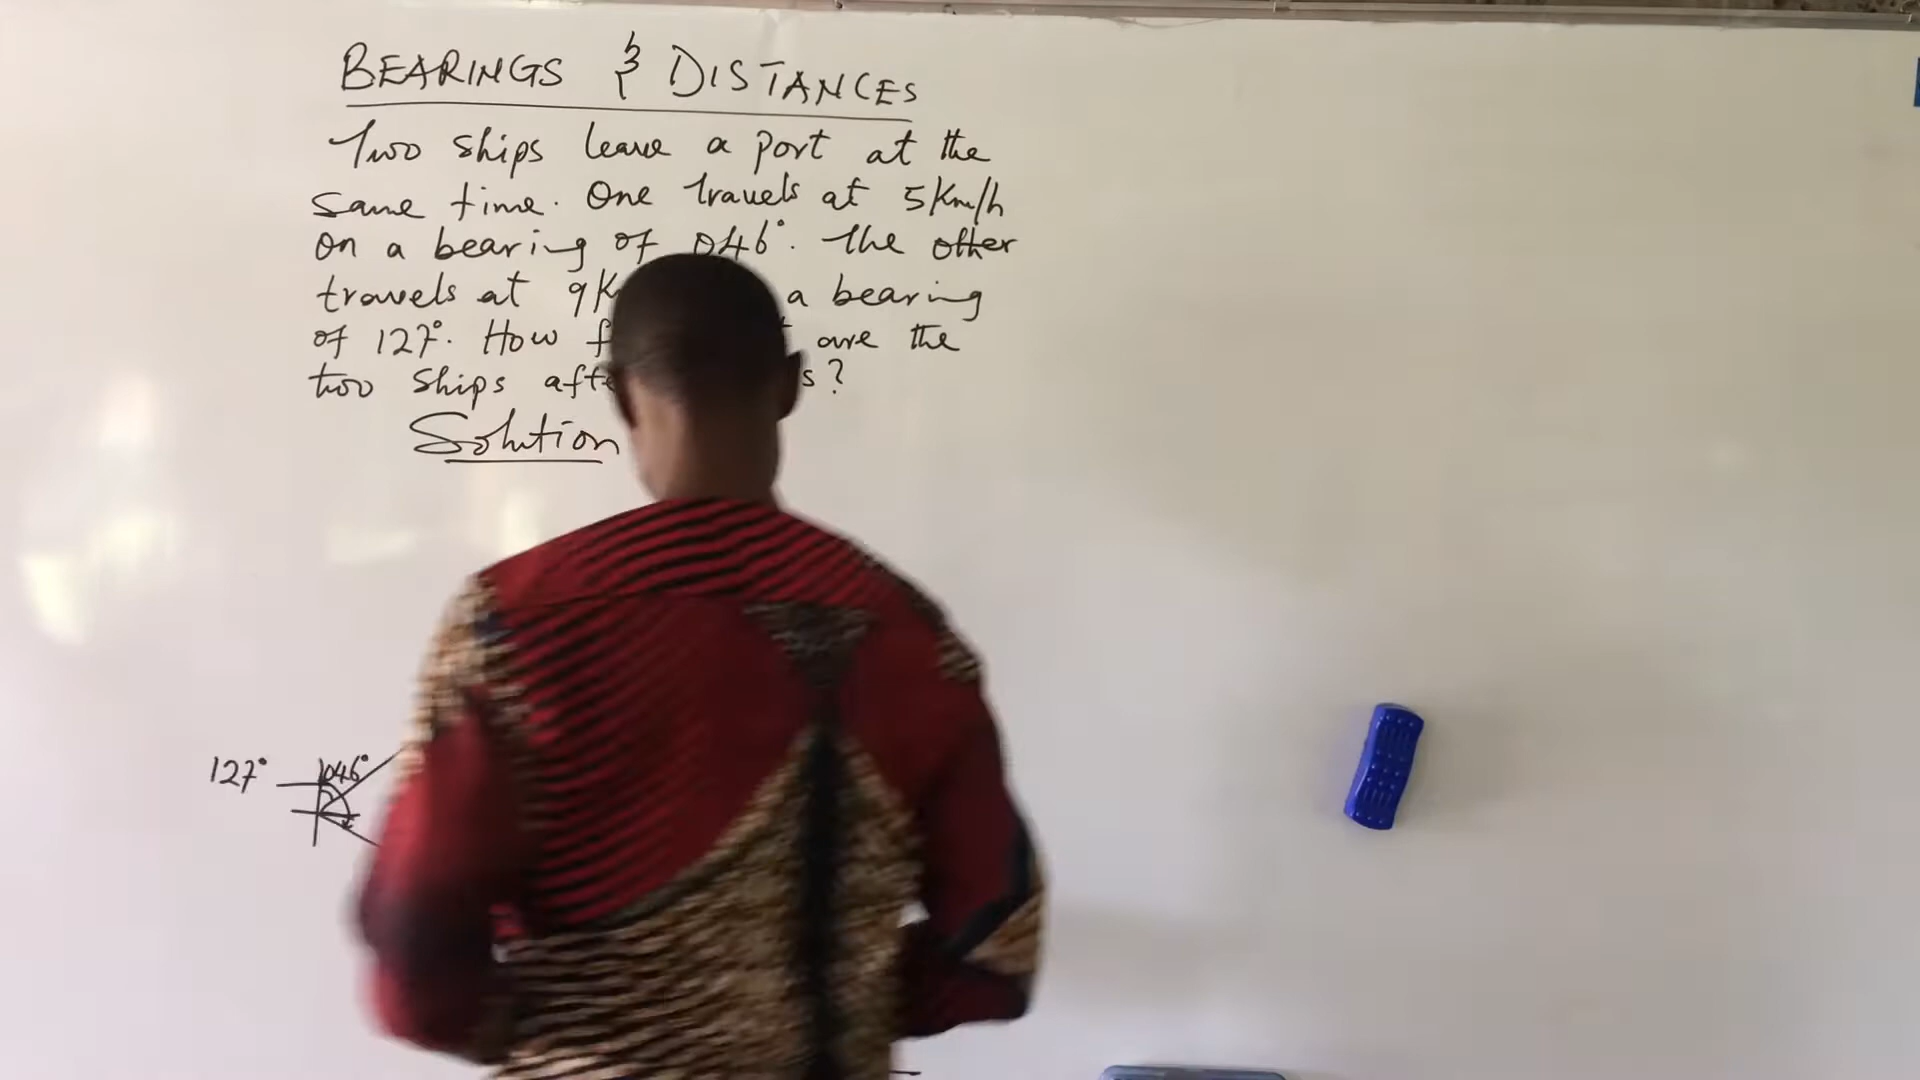 BEARINGS & DISTANCES
Two ships leave a port at the
same time. One travels at 5Km/h
on a bearing of 046°. The other
travels at 9K a bearing
of 127°. How f are the
two ships afte s?
Solution
127° 046°